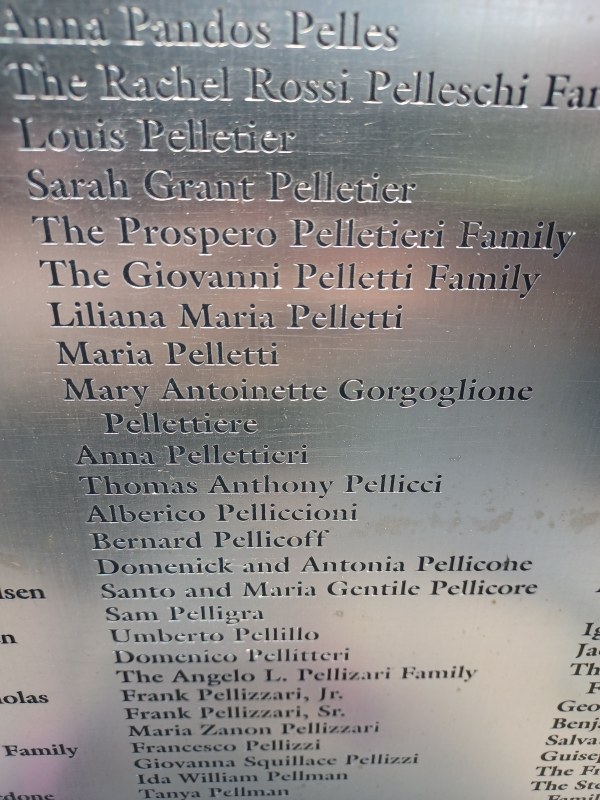 Anna Pandos Pelles
The Rachel Rossi Pelleschi
Louis Pelletier
Sarah Grant Pelletier
The Prospero Pelletieri Family
The Giovanni Pelletti Family
Liliana Maria Pelletti
Maria Pelletti
Mary Antoinette Gorgoglione
Pellettiere
Anna Pellettieri
Thomas Anthony Pellicci
Alberico Pelliccioni
Bernard Pellicoff
Domenick and Antonia Pellicone
Santo and Maria Gentile Pellicore
Sam Pelligra
Umberto Pellillo
Domenico Pellitteri
The Angelo L. Pellizari Family
Frank Pellizzari, Jr.
Frank Pellizzari, Sr.
Maria Zanon Pellizzari
Francesco Pellizzi
Giovanna Squillace Pellizzi
Ida William Pellman
Tanya Pellman
Family
The
The